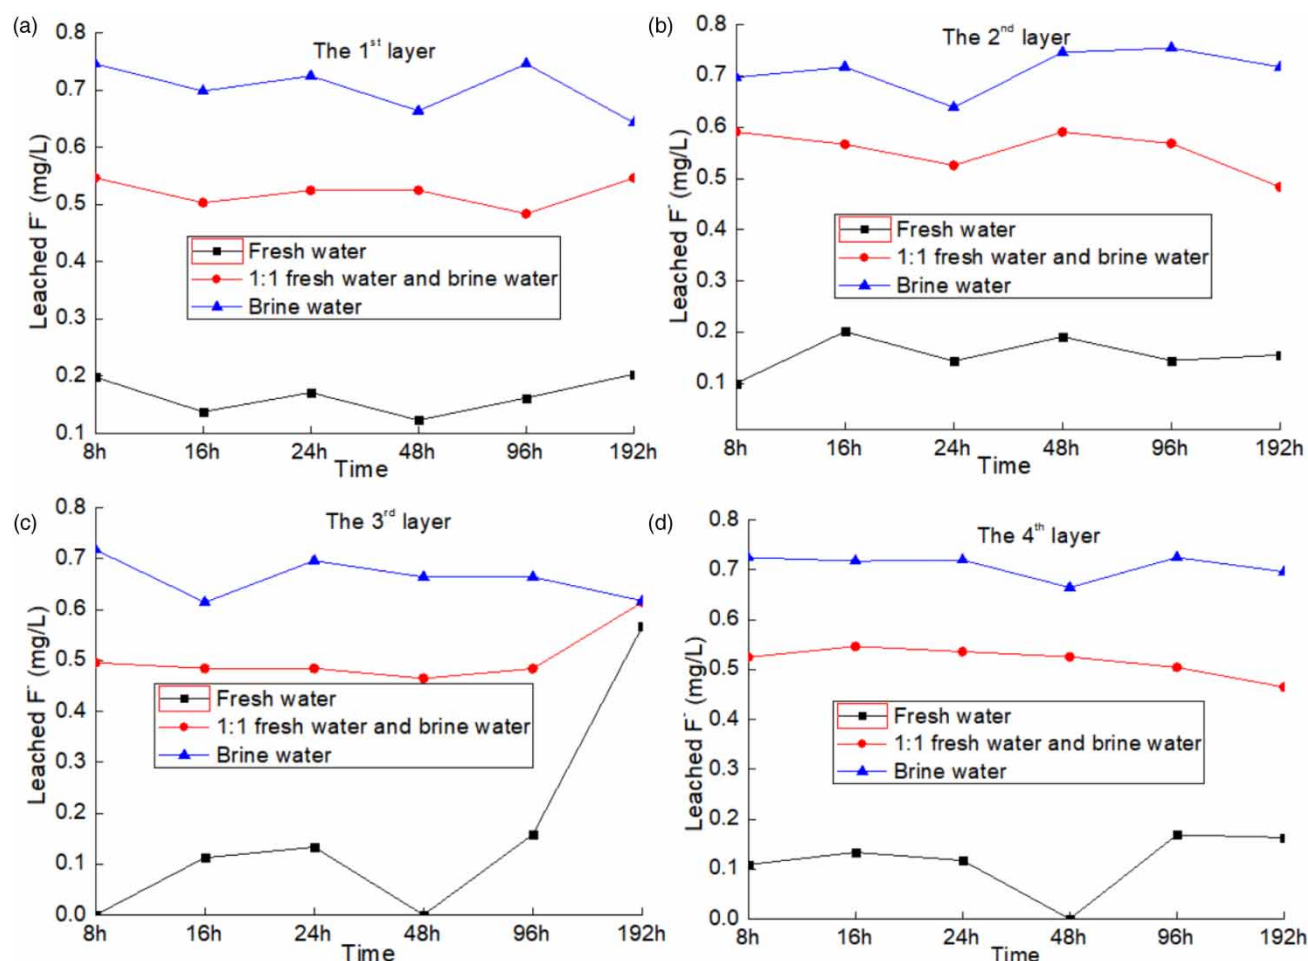 (a)
The 1st layer
Leached F- (mg/L)
0.8
0.7
0.6
0.5
0.4
0.3
0.2
0.1
Fresh water
1:1 fresh water and brine water
Brine water
8h 16h 24h 48h 96h 192h
Time
(b)
The 2nd layer
Leached F- (mg/L)
0.8
0.7
0.6
0.5
0.4
0.3
0.2
0.1
Fresh water
1:1 fresh water and brine water
Brine water
8h 16h 24h 48h 96h 192h
Time
(c)
The 3rd layer
Leached F- (mg/L)
0.8
0.7
0.6
0.5
0.4
0.3
0.2
0.1
0.0
Fresh water
1:1 fresh water and brine water
Brine water
8h 16h 24h 48h 96h 192h
Time
(d)
The 4th layer
Leached F- (mg/L)
0.8
0.7
0.6
0.5
0.4
0.3
0.2
0.1
0.0
Fresh water
1:1 fresh water and brine water
Brine water
8h 16h 24h 48h 96h 192h
Time